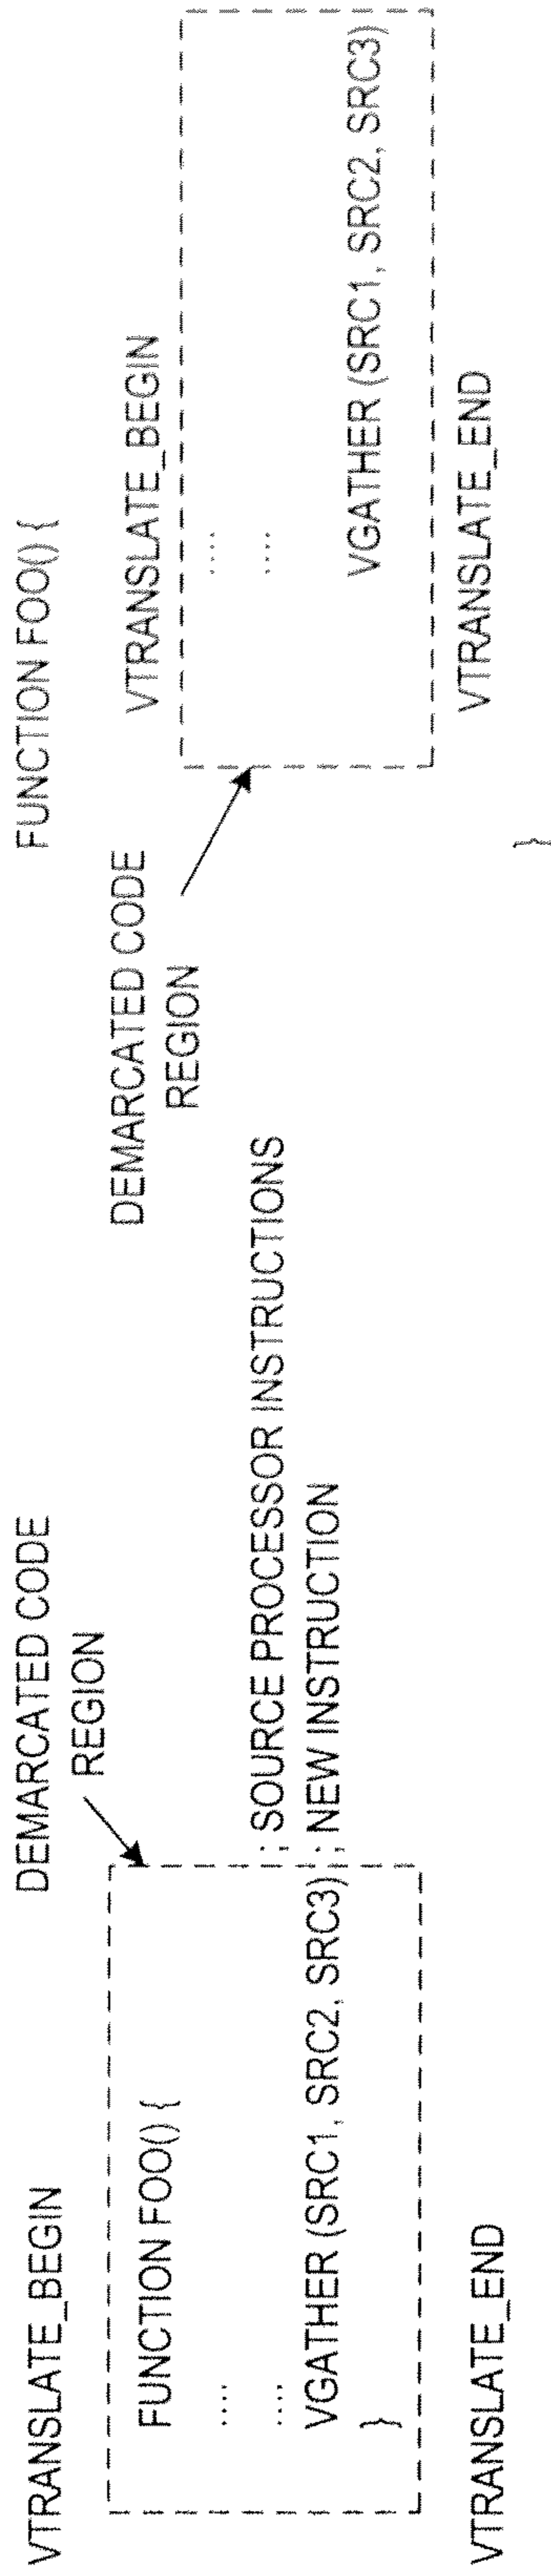 VTRANSLATE_BEGIN
DEMARCATED CODE
REGION
FUNCTION FOO() {
....
; SOURCE PROCESSOR INSTRUCTIONS
....
VGATHER (SRC1, SRC2, SRC3) ; NEW INSTRUCTION
}
VTRANSLATE_END
FUNCTION FOO() {
DEMARCATED CODE
REGION
VTRANSLATE_BEGIN
....
....
VGATHER (SRC1, SRC2, SRC3)
VTRANSLATE_END
}